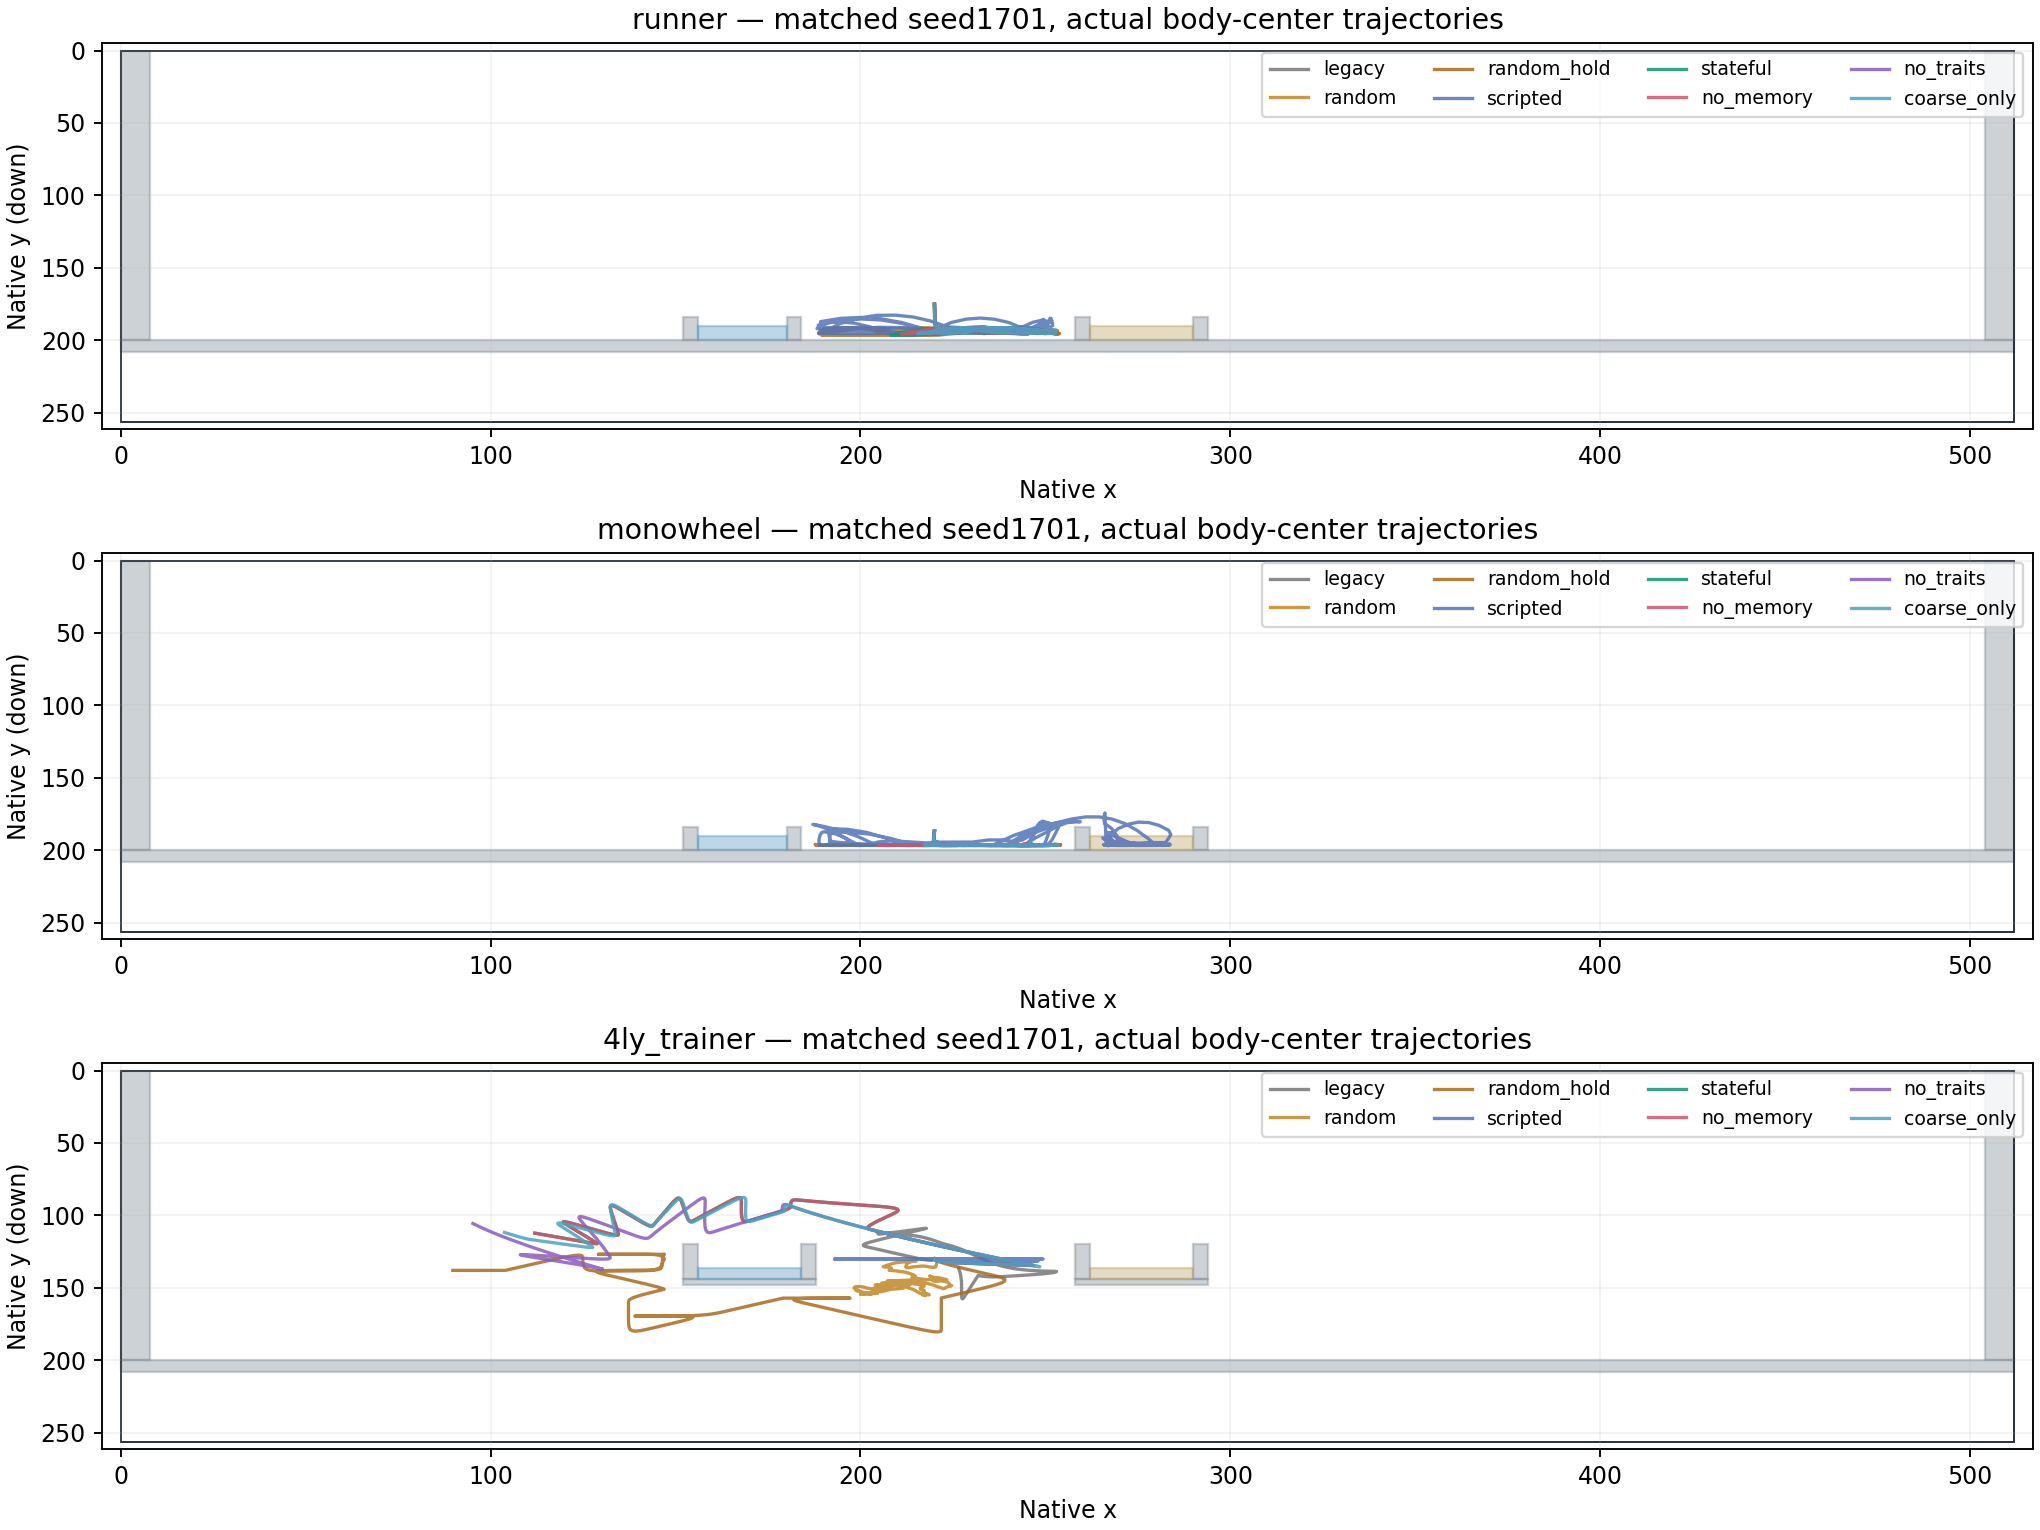 runner — matched seed1701, actual body-center trajectories
legacy random_hold stateful no_traits
random scripted no_memory coarse_only
0
50
100
150
200
250
Native y (down)
0 100 200 300 400 500
Native x
monowheel — matched seed1701, actual body-center trajectories
legacy random_hold stateful no_traits
random scripted no_memory coarse_only
0
50
100
150
200
250
Native y (down)
0 100 200 300 400 500
Native x
4ly_trainer — matched seed1701, actual body-center trajectories
legacy random_hold stateful no_traits
random scripted no_memory coarse_only
0
50
100
150
200
250
Native y (down)
0 100 200 300 400 500
Native x